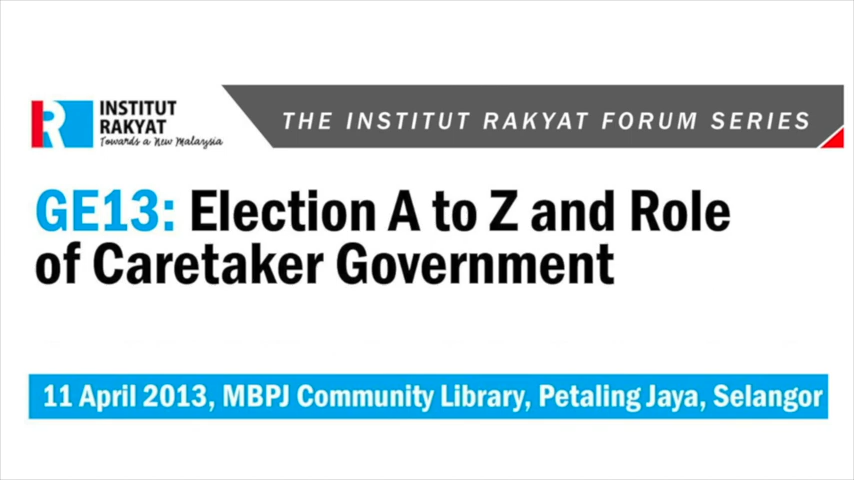 INSTITUT
RAKYAT
Towards a New Malaysia
THE INSTITUT RAKYAT FORUM SERIES
GE13: Election A to Z and Role
of Caretaker Government
11 April 2013, MBPJ Community Library, Petaling Jaya, Selangor